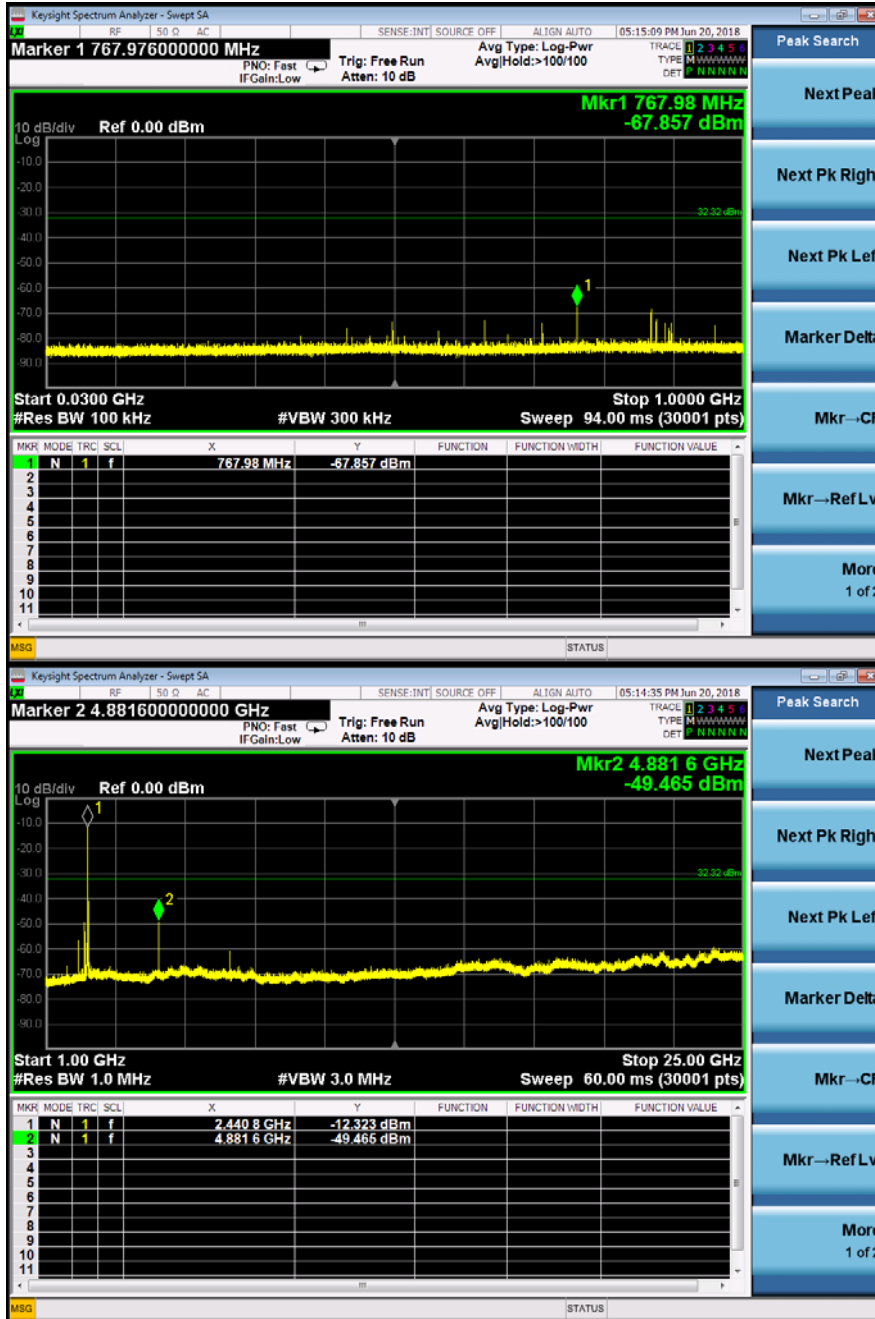 Keysight Spectrum Analyzer - Swept SA
LXI RF 50 Ω AC SENSE:INT SOURCE OFF ALIGN AUTO 05:15:09 PM Jun 20, 2018
Marker 1 767.976000000 MHz
PNO: Fast
IFGain:Low
Trig: Free Run
Atten: 10 dB
Avg Type: Log-Pwr
Avg|Hold:>100/100
TRACE 1 2 3 4 5 6
TYPE M WWWWW
DET P N N N N N
Peak Search
Mkr1 767.98 MHz
-67.857 dBm
10 dB/div Ref 0.00 dBm
Log
-10.0
-20.0
-30.0
-32.32 dBm
-40.0
-50.0
-60.0
1
-70.0
-80.0
-90.0
Start 0.0300 GHz Stop 1.0000 GHz
#Res BW 100 kHz #VBW 300 kHz Sweep 94.00 ms (30001 pts)
MKR MODE TRC SCL X Y FUNCTION FUNCTION WIDTH FUNCTION VALUE
1 N 1 f 767.98 MHz -67.857 dBm
2
3
4
5
6
7
8
9
10
11
MSG STATUS
Next Peak
Next Pk Righ
Next Pk Lef
Marker Delta
Mkr→CF
Mkr→Ref Lv
More
1 of 2
Keysight Spectrum Analyzer - Swept SA
LXI RF 50 Ω AC SENSE:INT SOURCE OFF ALIGN AUTO 05:14:35 PM Jun 20, 2018
Marker 2 4.881600000000 GHz
PNO: Fast
IFGain:Low
Trig: Free Run
Atten: 10 dB
Avg Type: Log-Pwr
Avg|Hold:>100/100
TRACE 1 2 3 4 5 6
TYPE M WWWWW
DET P N N N N N
Peak Search
Mkr2 4.881 6 GHz
-49.465 dBm
10 dB/div Ref 0.00 dBm
Log
1
-10.0
-20.0
-30.0
-32.32 dBm
-40.0
2
-50.0
-60.0
-70.0
-80.0
-90.0
Start 1.00 GHz Stop 25.00 GHz
#Res BW 1.0 MHz #VBW 3.0 MHz Sweep 60.00 ms (30001 pts)
MKR MODE TRC SCL X Y FUNCTION FUNCTION WIDTH FUNCTION VALUE
1 N 1 f 2.440 8 GHz -12.323 dBm
2 N 1 f 4.881 6 GHz -49.465 dBm
3
4
5
6
7
8
9
10
11
MSG STATUS
Next Peak
Next Pk Righ
Next Pk Lef
Marker Delta
Mkr→CF
Mkr→Ref Lv
More
1 of 2